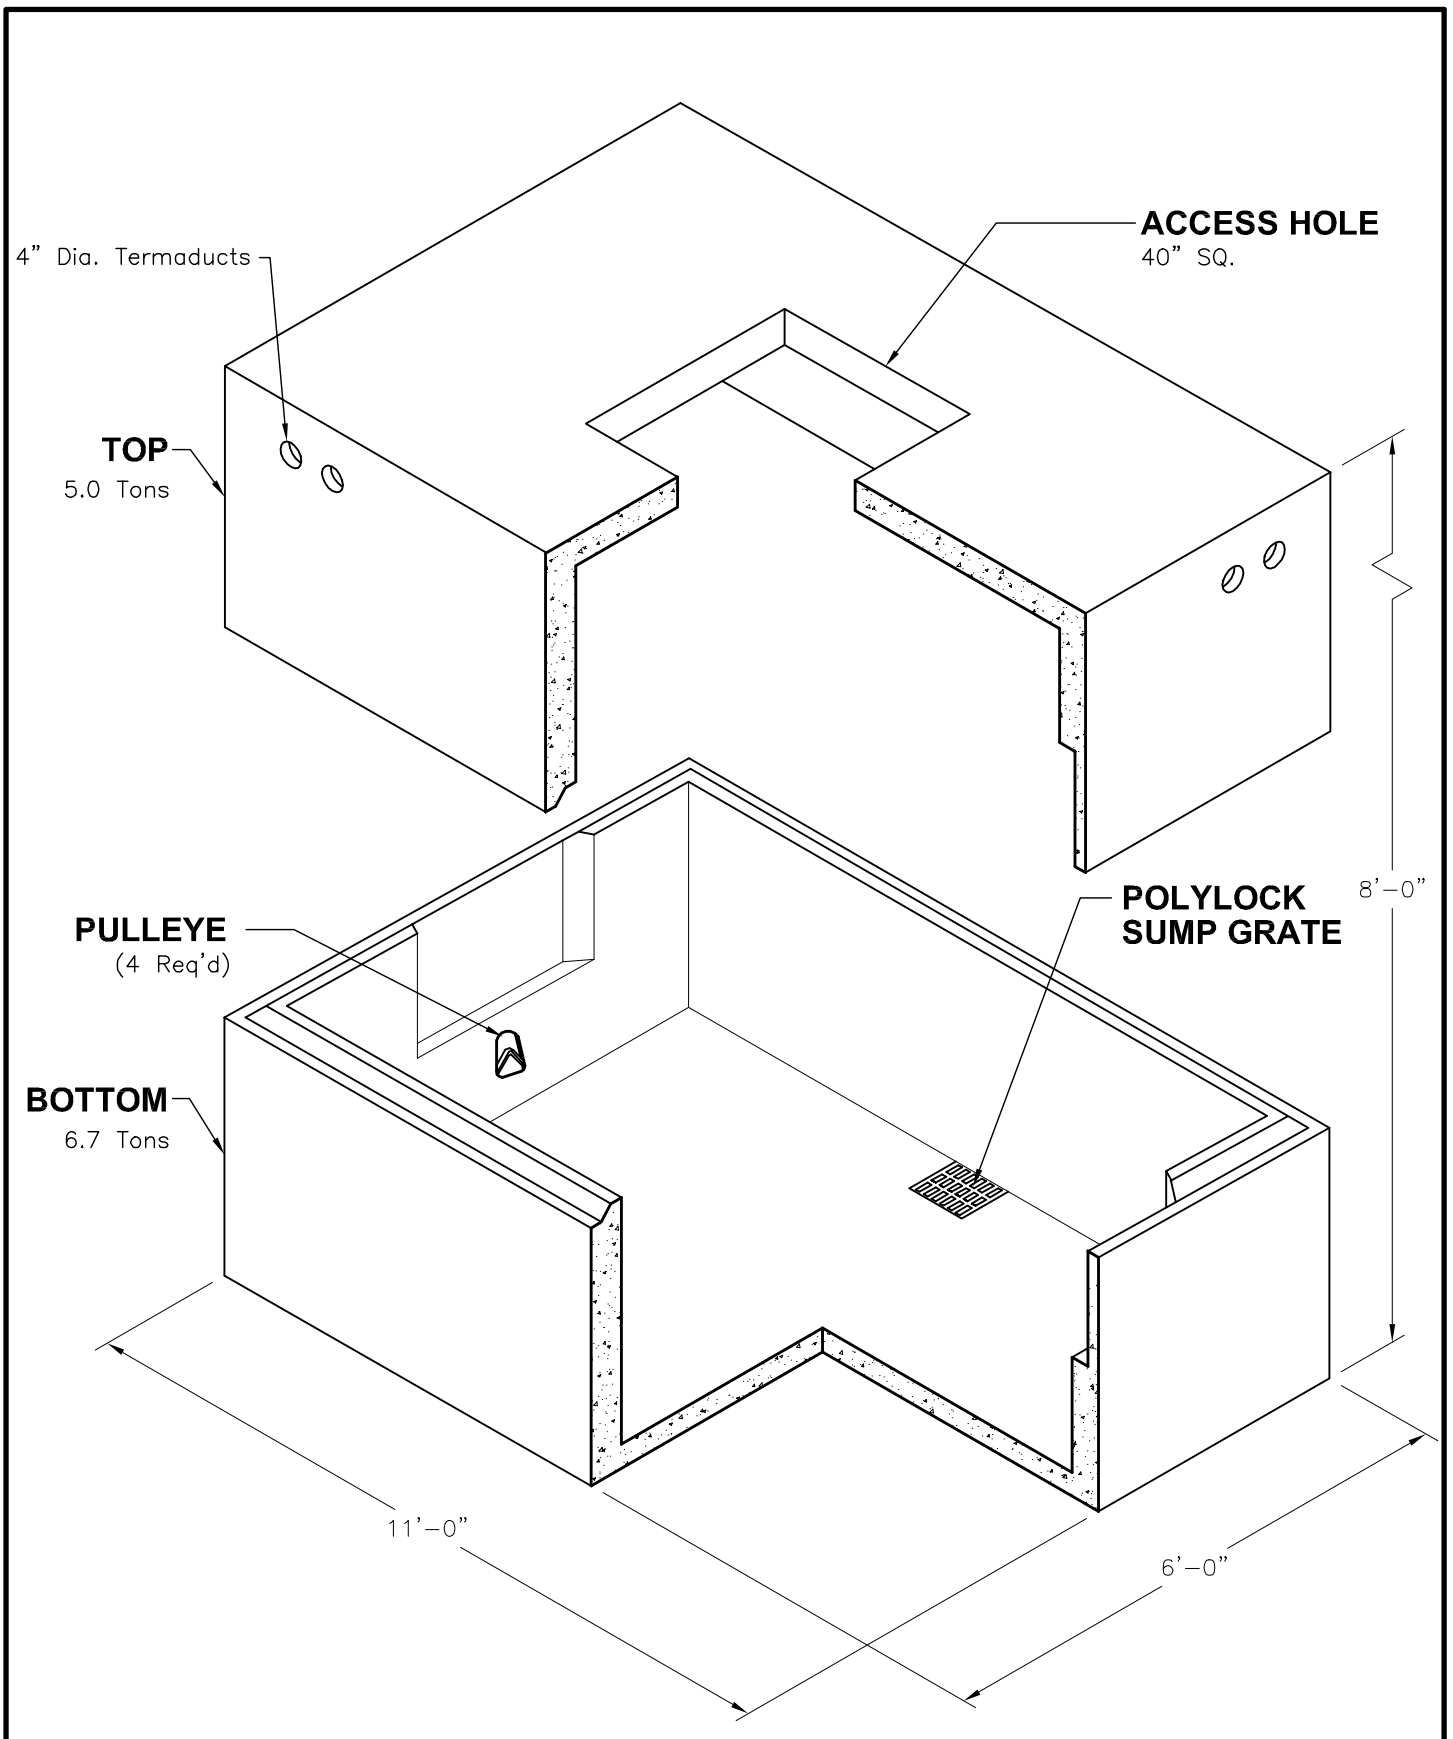 ACCESS HOLE
40” SQ.
4” Dia. Termaducts
TOP
5.0 Tons
8’-0”
POLYLOCK
SUMP GRATE
PULLEYE
(4 Req’d)
BOTTOM
6.7 Tons
11’-0”
6’-0”